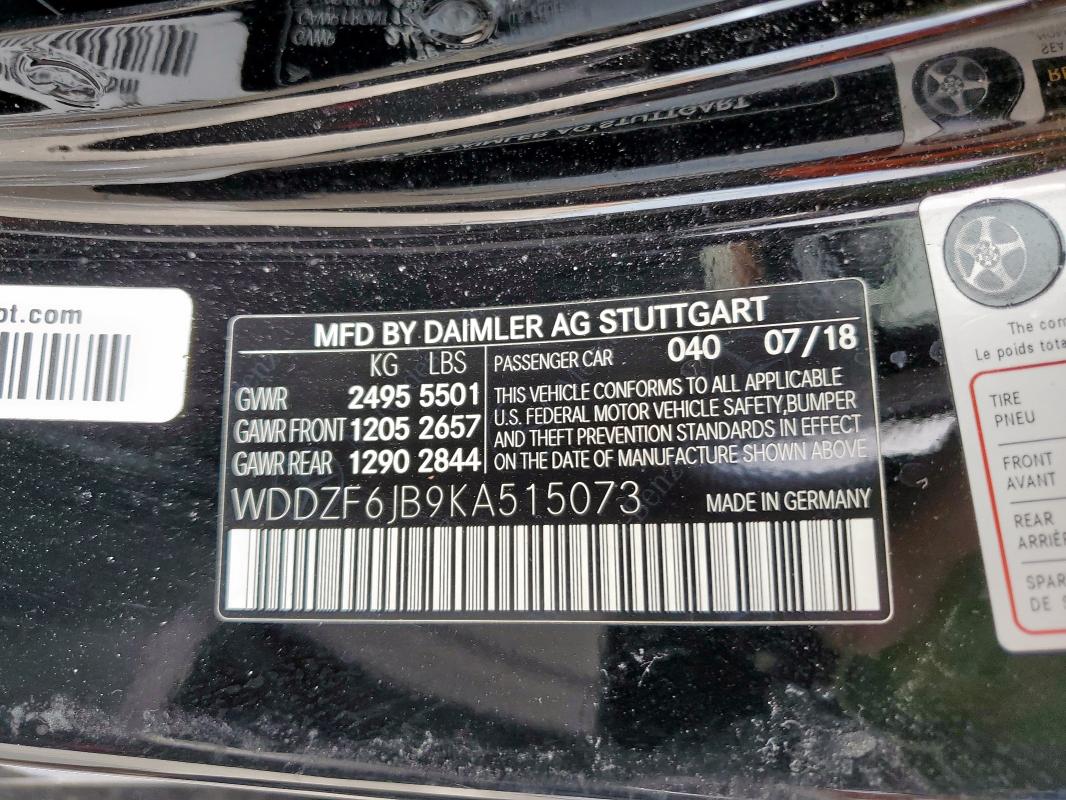 pt.com
MFD BY DAIMLER AG STUTTGART
KG LBS
PASSENGER CAR 040 07/18
GVWR 2495 5501
GAWR FRONT 1205 2657
GAWR REAR 1290 2844
THIS VEHICLE CONFORMS TO ALL APPLICABLE
U.S. FEDERAL MOTOR VEHICLE SAFETY,BUMPER
AND THEFT PREVENTION STANDARDS IN EFFECT
ON THE DATE OF MANUFACTURE SHOWN ABOVE
WDDZF6JB9KA515073 MADE IN GERMANY
The com
Le poids tota
TIRE
PNEU
FRONT
AVANT
REAR
ARRIÈR
SPAR
DE